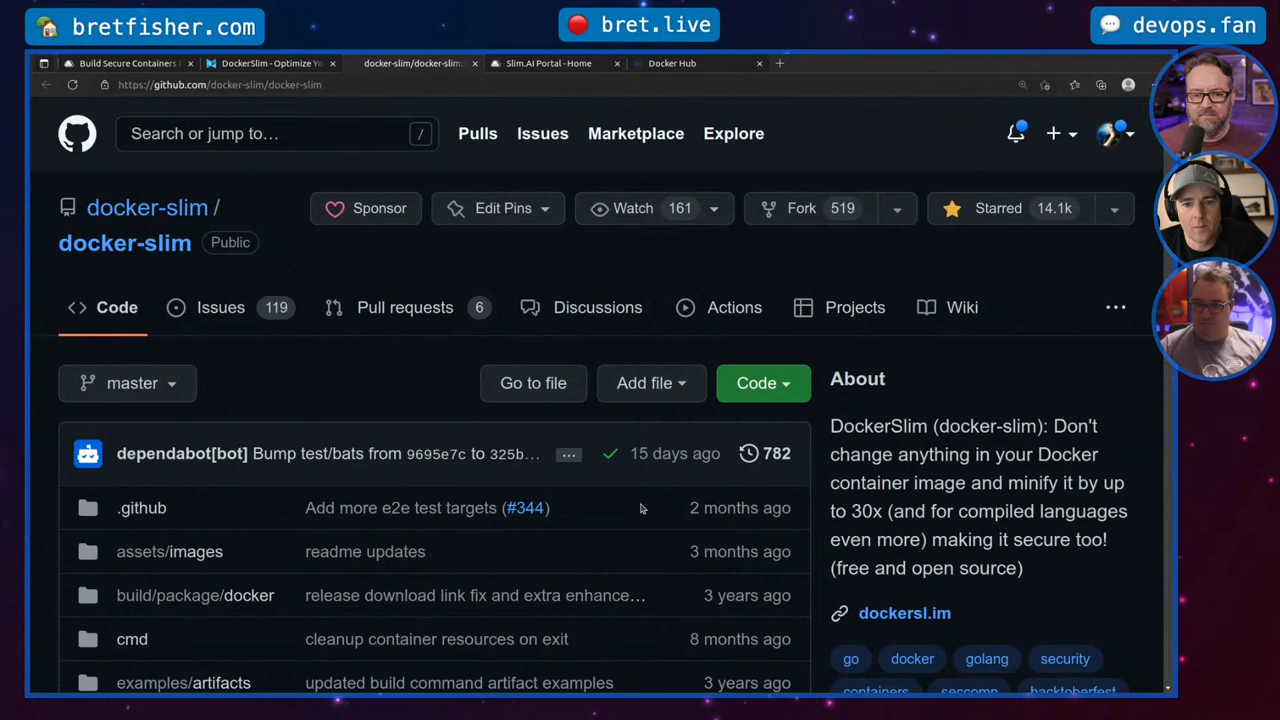 bretfisher.com
bret.live
devops.fan
Build Secure Containers
DockerSlim - Optimize Yo
docker-slim/docker-slim:
Slim.AI Portal - Home
Docker Hub
https://github.com/docker-slim/docker-slim
Search or jump to…
/
Pulls
Issues
Marketplace
Explore
docker-slim /
docker-slim
Public
Sponsor
Edit Pins
Watch 161
Fork 519
Starred 14.1k
Code
Issues 119
Pull requests 6
Discussions
Actions
Projects
Wiki
master
Go to file
Add file
Code
dependabot[bot] Bump test/bats from 9695e7c to 325b… 15 days ago 782
.github Add more e2e test targets (#344) 2 months ago
assets/images readme updates 3 months ago
build/package/docker release download link fix and extra enhance… 3 years ago
cmd cleanup container resources on exit 8 months ago
examples/artifacts updated build command artifact examples 3 years ago
About
DockerSlim (docker-slim): Don't
change anything in your Docker
container image and minify it by up
to 30x (and for compiled languages
even more) making it secure too!
(free and open source)
dockersl.im
go docker golang security
containers seccomp hacktoberfest